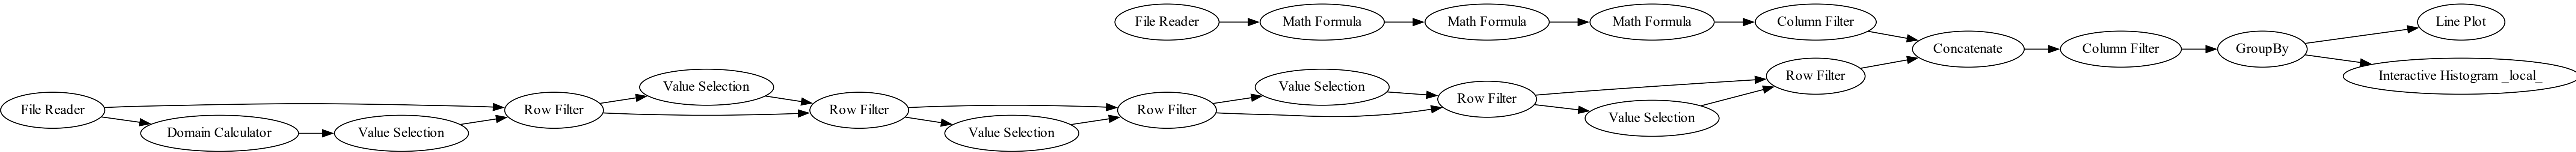 File Reader
Math Formula
Math Formula
Math Formula
Column Filter
Line Plot
Concatenate
Column Filter
GroupBy
Interactive Histogram _local_
Value Selection
Value Selection
Row Filter
File Reader
Row Filter
Row Filter
Row Filter
Row Filter
Domain Calculator
Value Selection
Value Selection
Value Selection